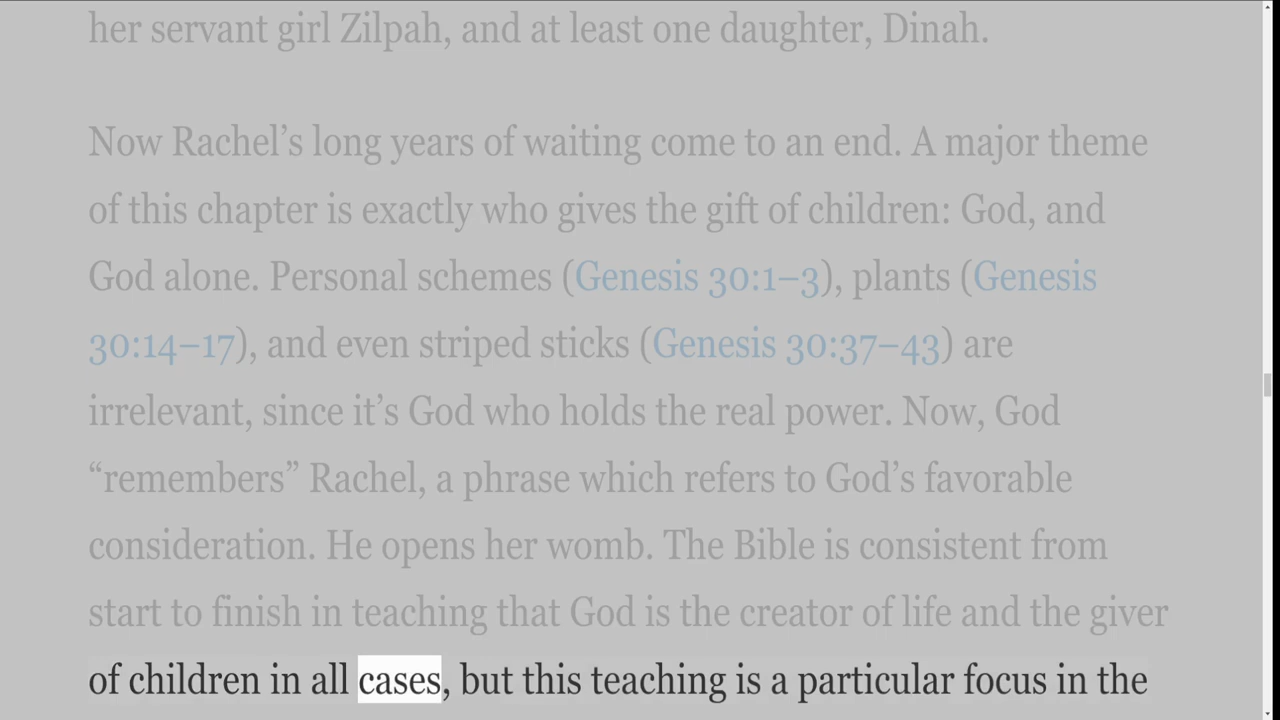 her servant girl Zilpah, and at least one daughter, Dinah.
Now Rachel’s long years of waiting come to an end. A major theme
of this chapter is exactly who gives the gift of children: God, and
God alone. Personal schemes (Genesis 30:1–3), plants (Genesis
30:14–17), and even striped sticks (Genesis 30:37–43) are
irrelevant, since it’s God who holds the real power. Now, God
“remembers” Rachel, a phrase which refers to God’s favorable
consideration. He opens her womb. The Bible is consistent from
start to finish in teaching that God is the creator of life and the giver
of children in all cases, but this teaching is a particular focus in the